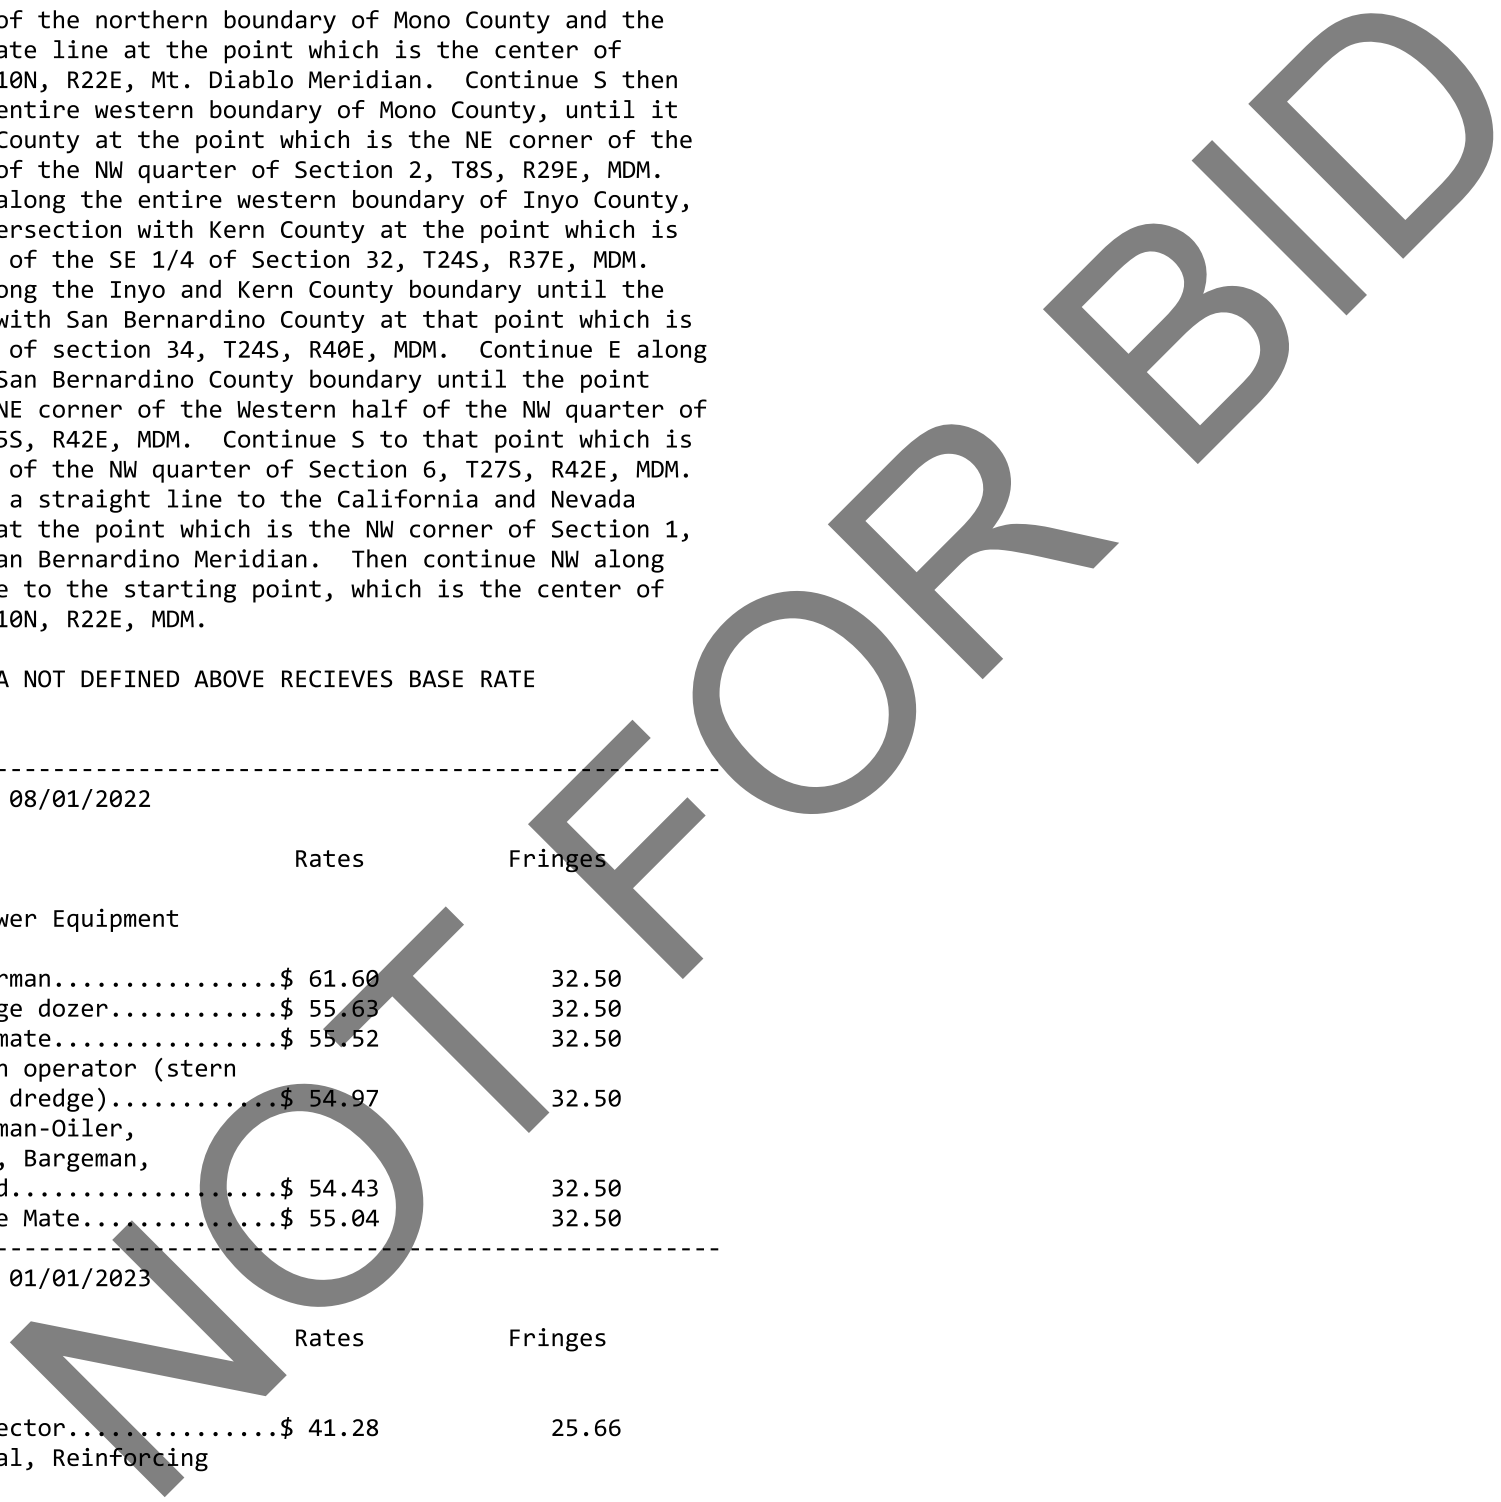 of the northern boundary of Mono County and the
ate line at the point which is the center of
10N, R22E, Mt. Diablo Meridian.  Continue S then
entire western boundary of Mono County, until it
County at the point which is the NE corner of the
of the NW quarter of Section 2, T8S, R29E, MDM.
along the entire western boundary of Inyo County,
ersection with Kern County at the point which is
of the SE 1/4 of Section 32, T24S, R37E, MDM.
ong the Inyo and Kern County boundary until the
with San Bernardino County at that point which is
of section 34, T24S, R40E, MDM.  Continue E along
San Bernardino County boundary until the point
NE corner of the Western half of the NW quarter of
5S, R42E, MDM.  Continue S to that point which is
of the NW quarter of Section 6, T27S, R42E, MDM.
a straight line to the California and Nevada
at the point which is the NW corner of Section 1,
an Bernardino Meridian.  Then continue NW along
e to the starting point, which is the center of
10N, R22E, MDM.
A NOT DEFINED ABOVE RECIEVES BASE RATE
---------------------------------------------------
08/01/2022
Rates          Fringes
wer Equipment
rman................$ 61.60            32.50
ge dozer............$ 55.63            32.50
mate................$ 55.52            32.50
n operator (stern
dredge)............$ 54.97            32.50
man-Oiler,
, Bargeman,
d...................$ 54.43            32.50
e Mate..............$ 55.04            32.50
---------------------------------------------------
01/01/2023
Rates          Fringes
ector...............$ 41.28            25.66
al, Reinforcing
NOT FOR BID